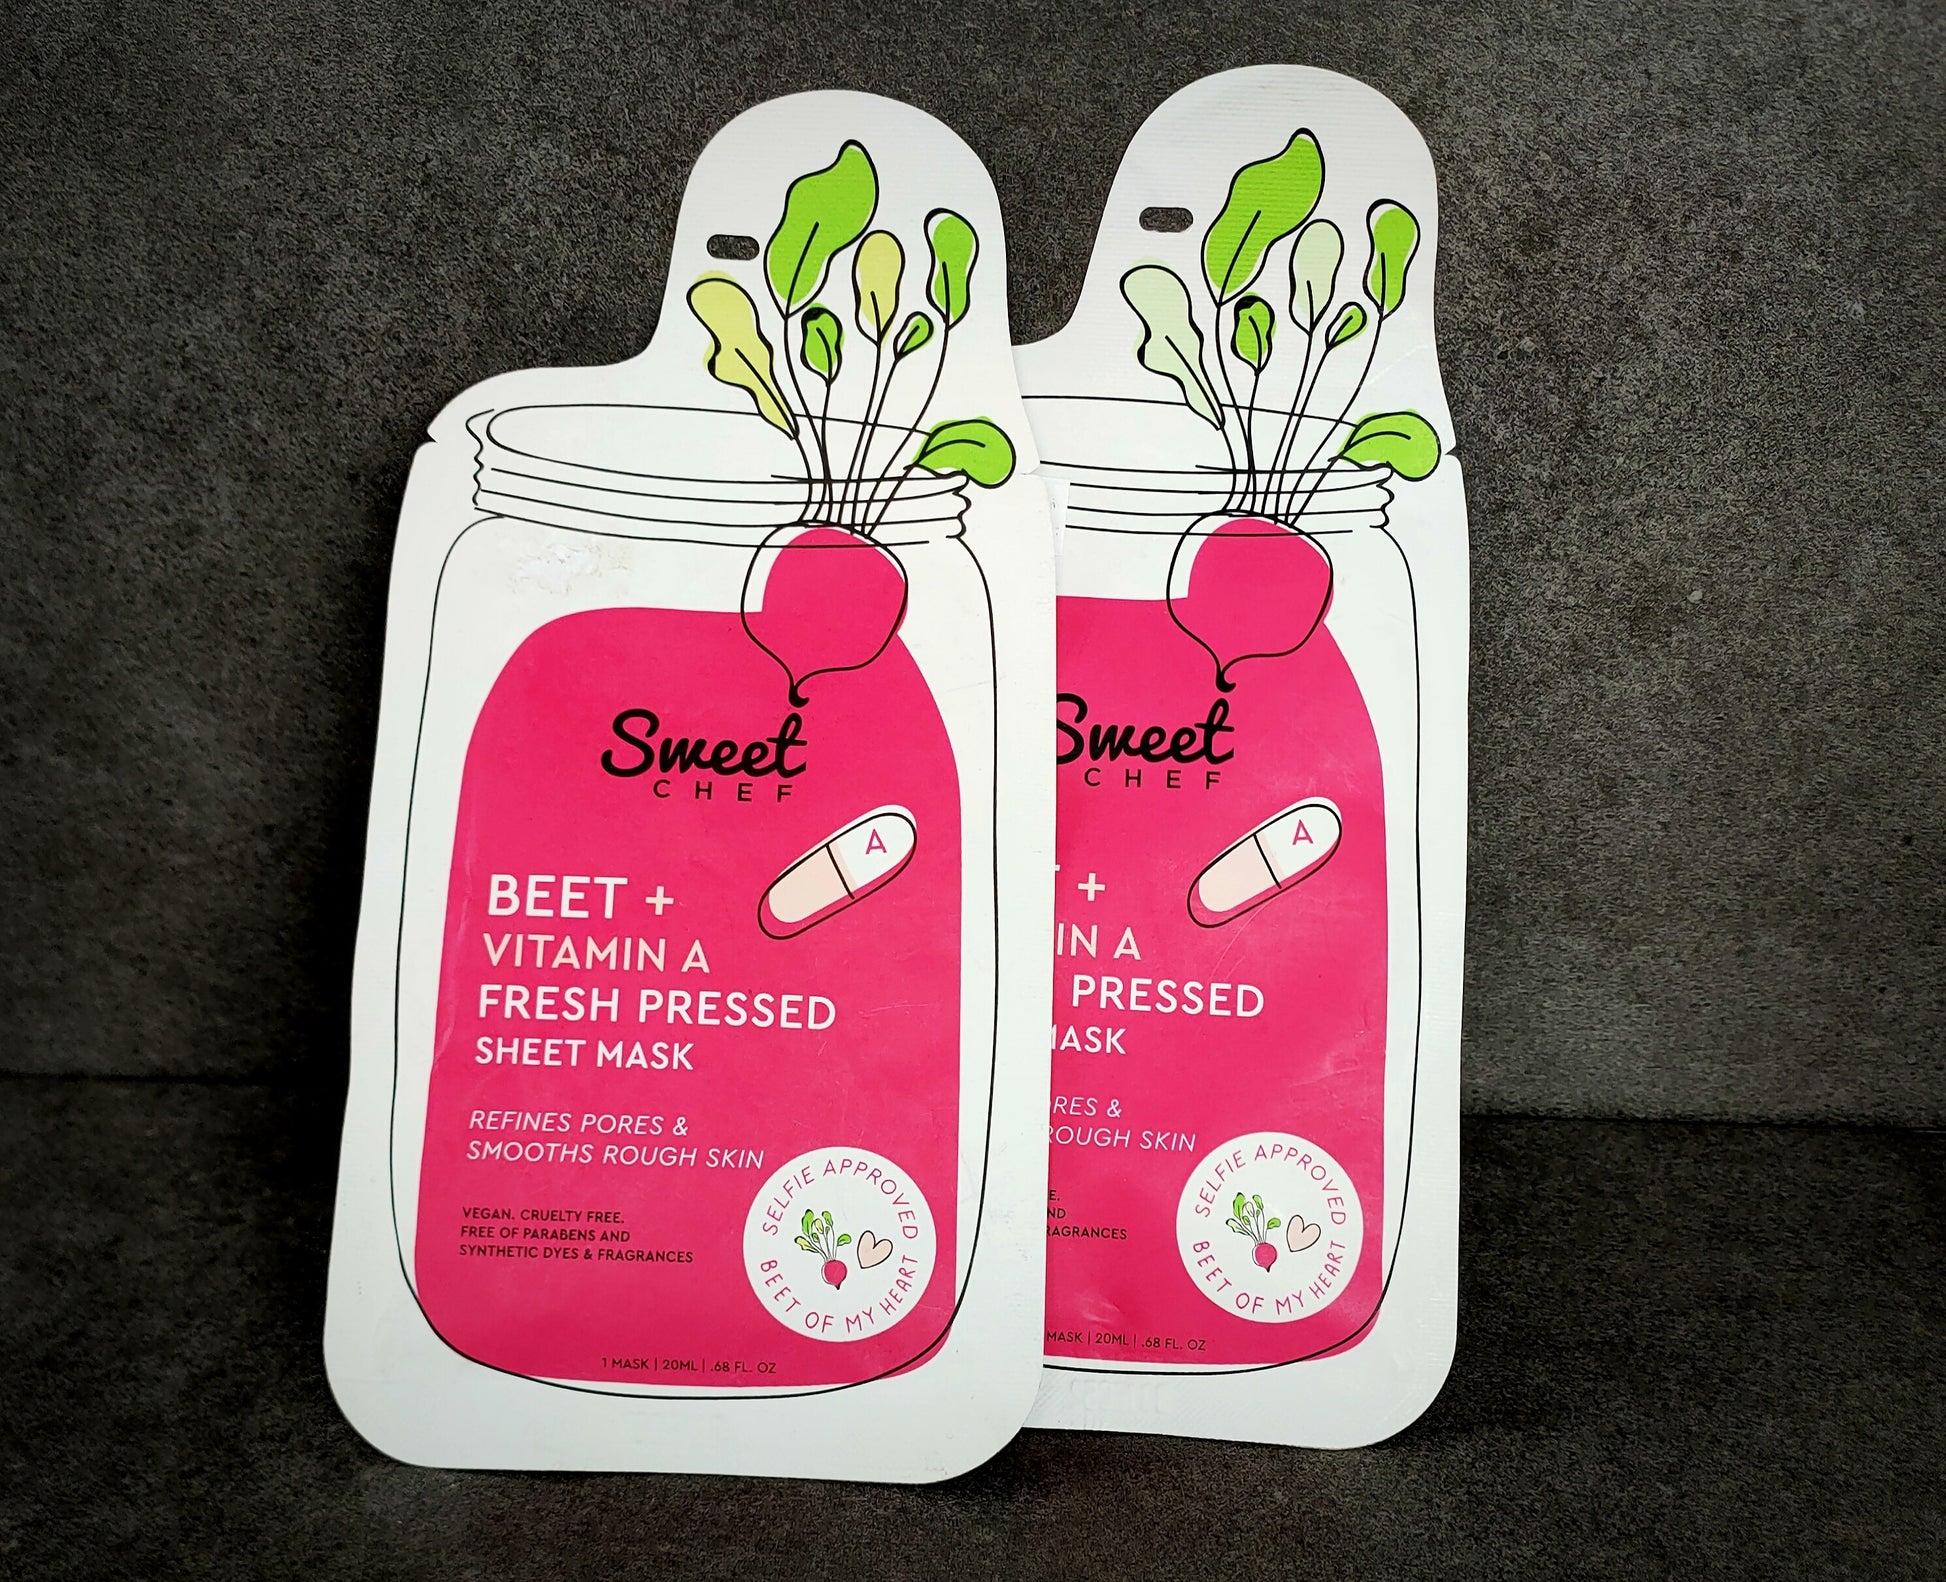 Sweet
CHEF
A
BEET +
VITAMIN A
FRESH PRESSED
SHEET MASK
REFINES PORES &
SMOOTHS ROUGH SKIN
VEGAN. CRUELTY FREE.
FREE OF PARABENS AND
SYNTHETIC DYES & FRAGRANCES
SELFIE APPROVED
BEET OF MY HEART
1 MASK | 20ML | .68 FL. OZ
Sweet
CHEF
A
+
IN A
PRESSED
MASK
RES &
ROUGH SKIN
E.
ND
RAGRANCES
SELFIE APPROVED
BEET OF MY HEART
MASK | 20ML | .68 FL. OZ